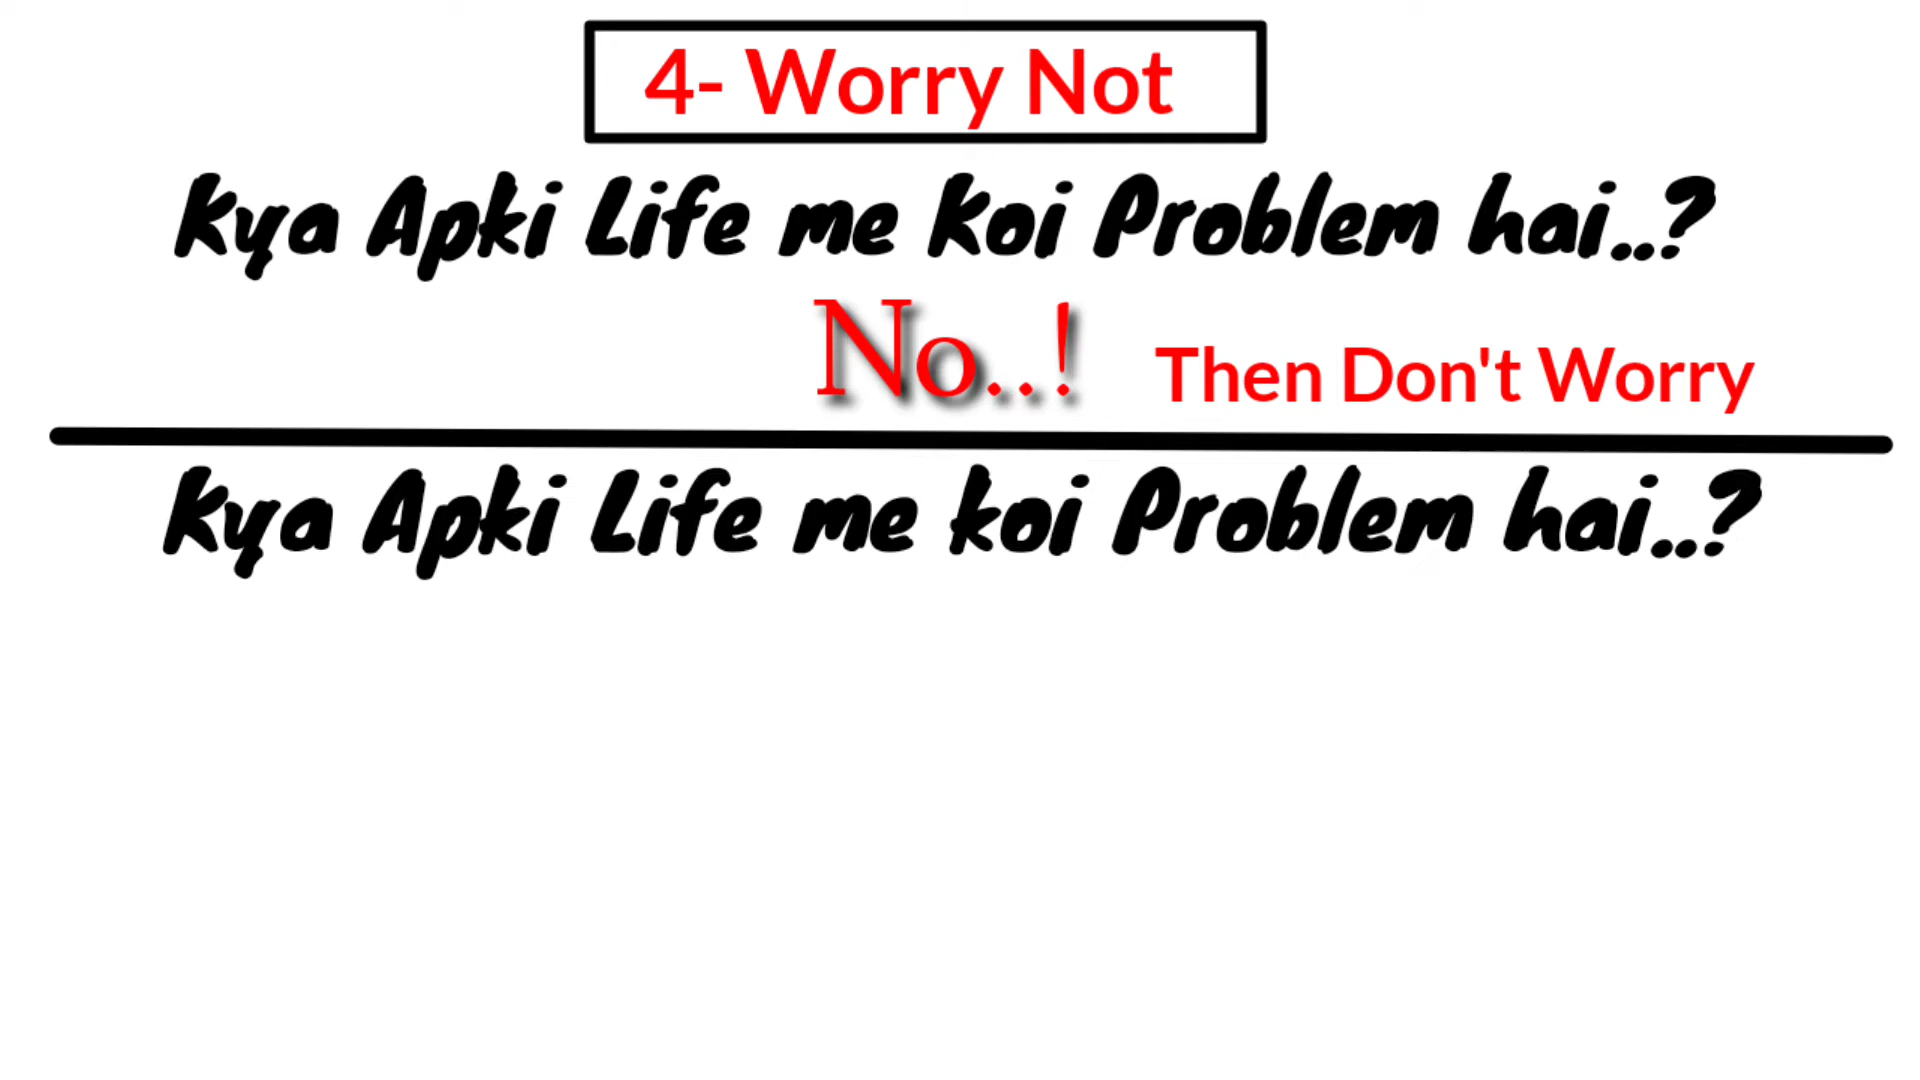 4- Worry Not
Kya Apki Life me Koi Problem hai..?
No..! Then Don't Worry
Kya Apki Life me koi Problem hai..?